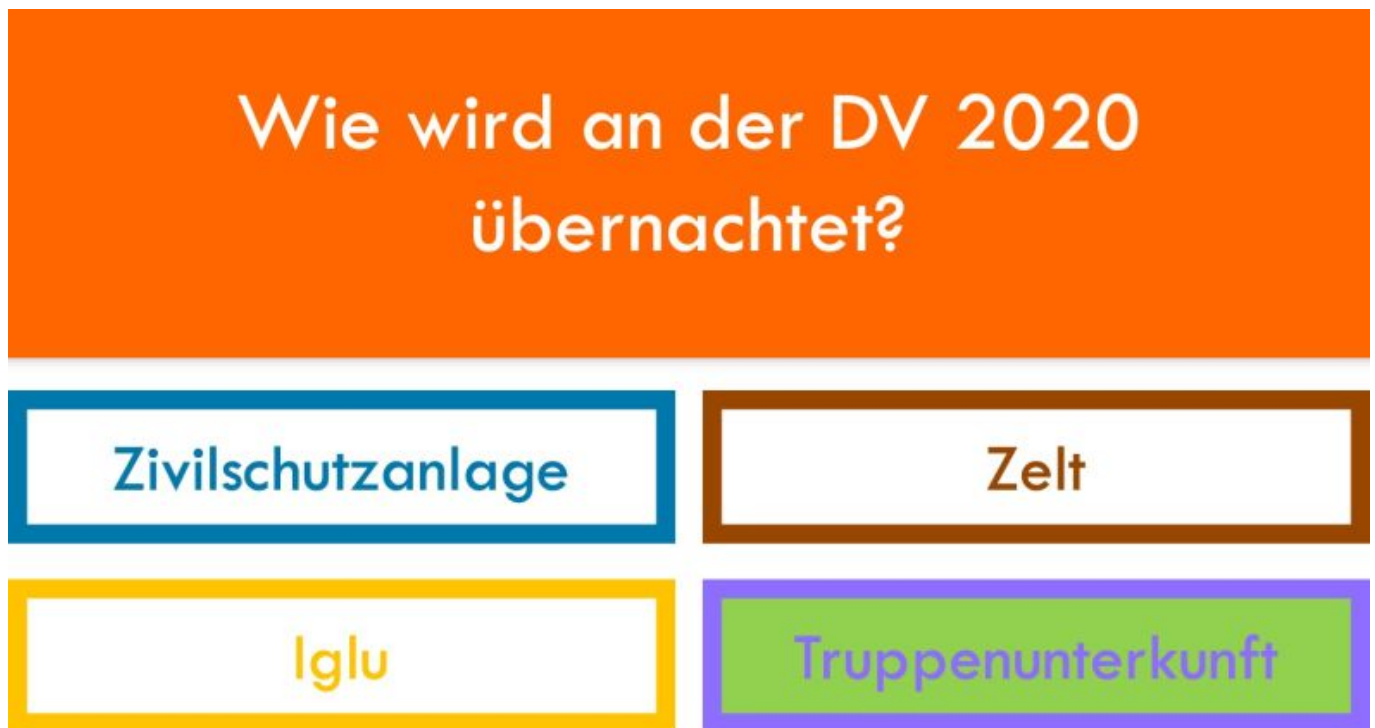 Wie wird an der DV 2020
übernachtet?
Zivilschutzanlage
Zelt
Iglu
Truppenunterkunft